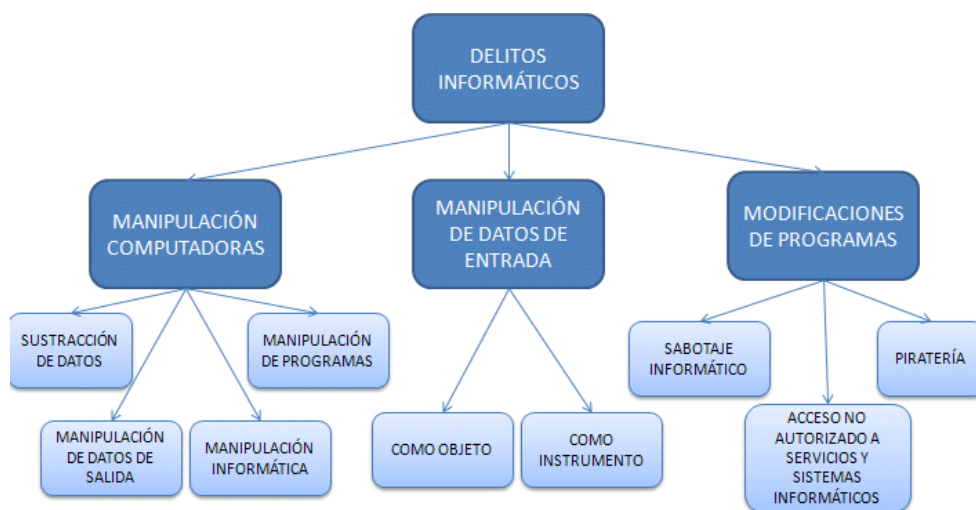 DELITOS
INFORMÁTICOS
MANIPULACIÓN
COMPUTADORAS
MANIPULACIÓN
DE DATOS DE
ENTRADA
MODIFICACIONES
DE PROGRAMAS
SUSTRACCIÓN
DE DATOS
MANIPULACIÓN
DE PROGRAMAS
MANIPULACIÓN
DE DATOS DE
SALIDA
MANIPULACIÓN
INFORMÁTICA
COMO OBJETO
COMO
INSTRUMENTO
SABOTAJE
INFORMÁTICO
PIRATERÍA
ACCESO NO
AUTORIZADO A
SERVICIOS Y
SISTEMAS
INFORMÁTICOS